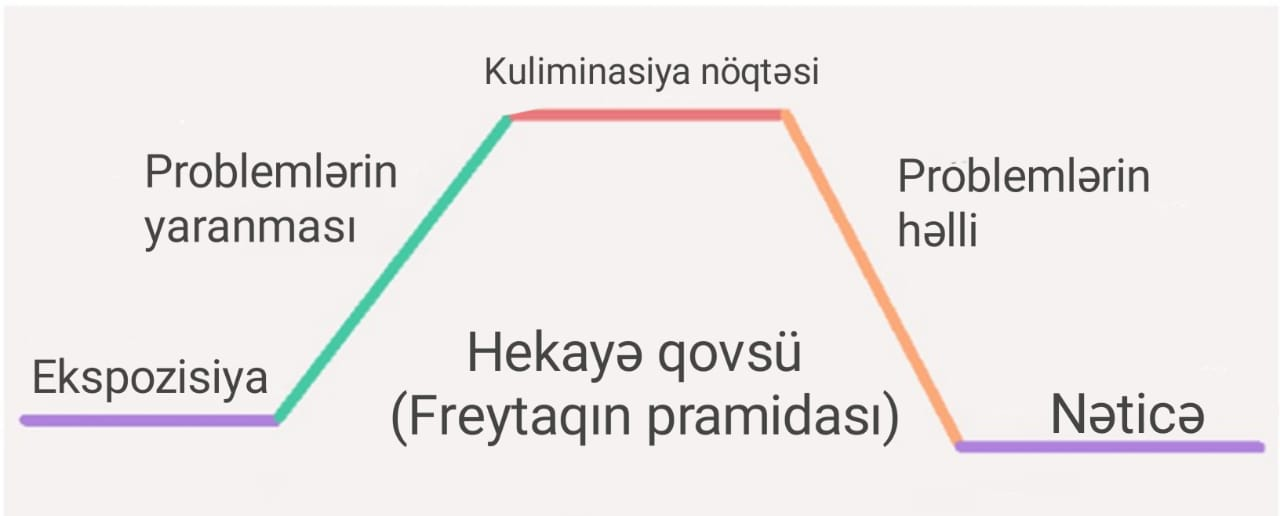 Kuliminasiya nöqtəsi
Problemlərin
yaranması
Problemlərin
həlli
Ekspozisiya
Hekayə qovsü
(Freytaqın pramidası)
Nəticə